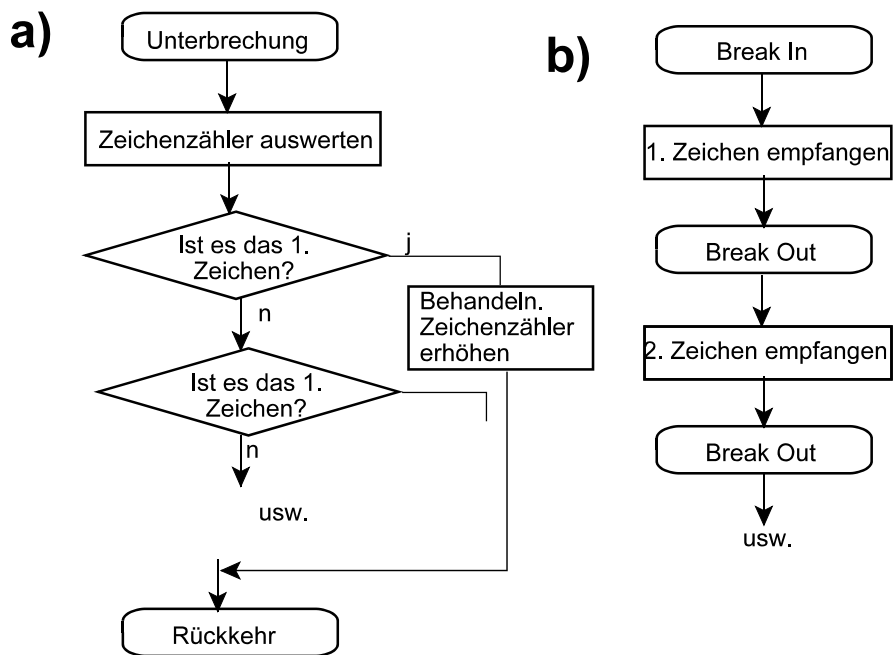 a)
Unterbrechung
Zeichenzähler auswerten
Ist es das 1.
Zeichen?
j
n
Behandeln.
Zeichenzähler
erhöhen
Ist es das 1.
Zeichen?
n
usw.
Rückkehr
b)
Break In
1. Zeichen empfangen
Break Out
2. Zeichen empfangen
Break Out
usw.